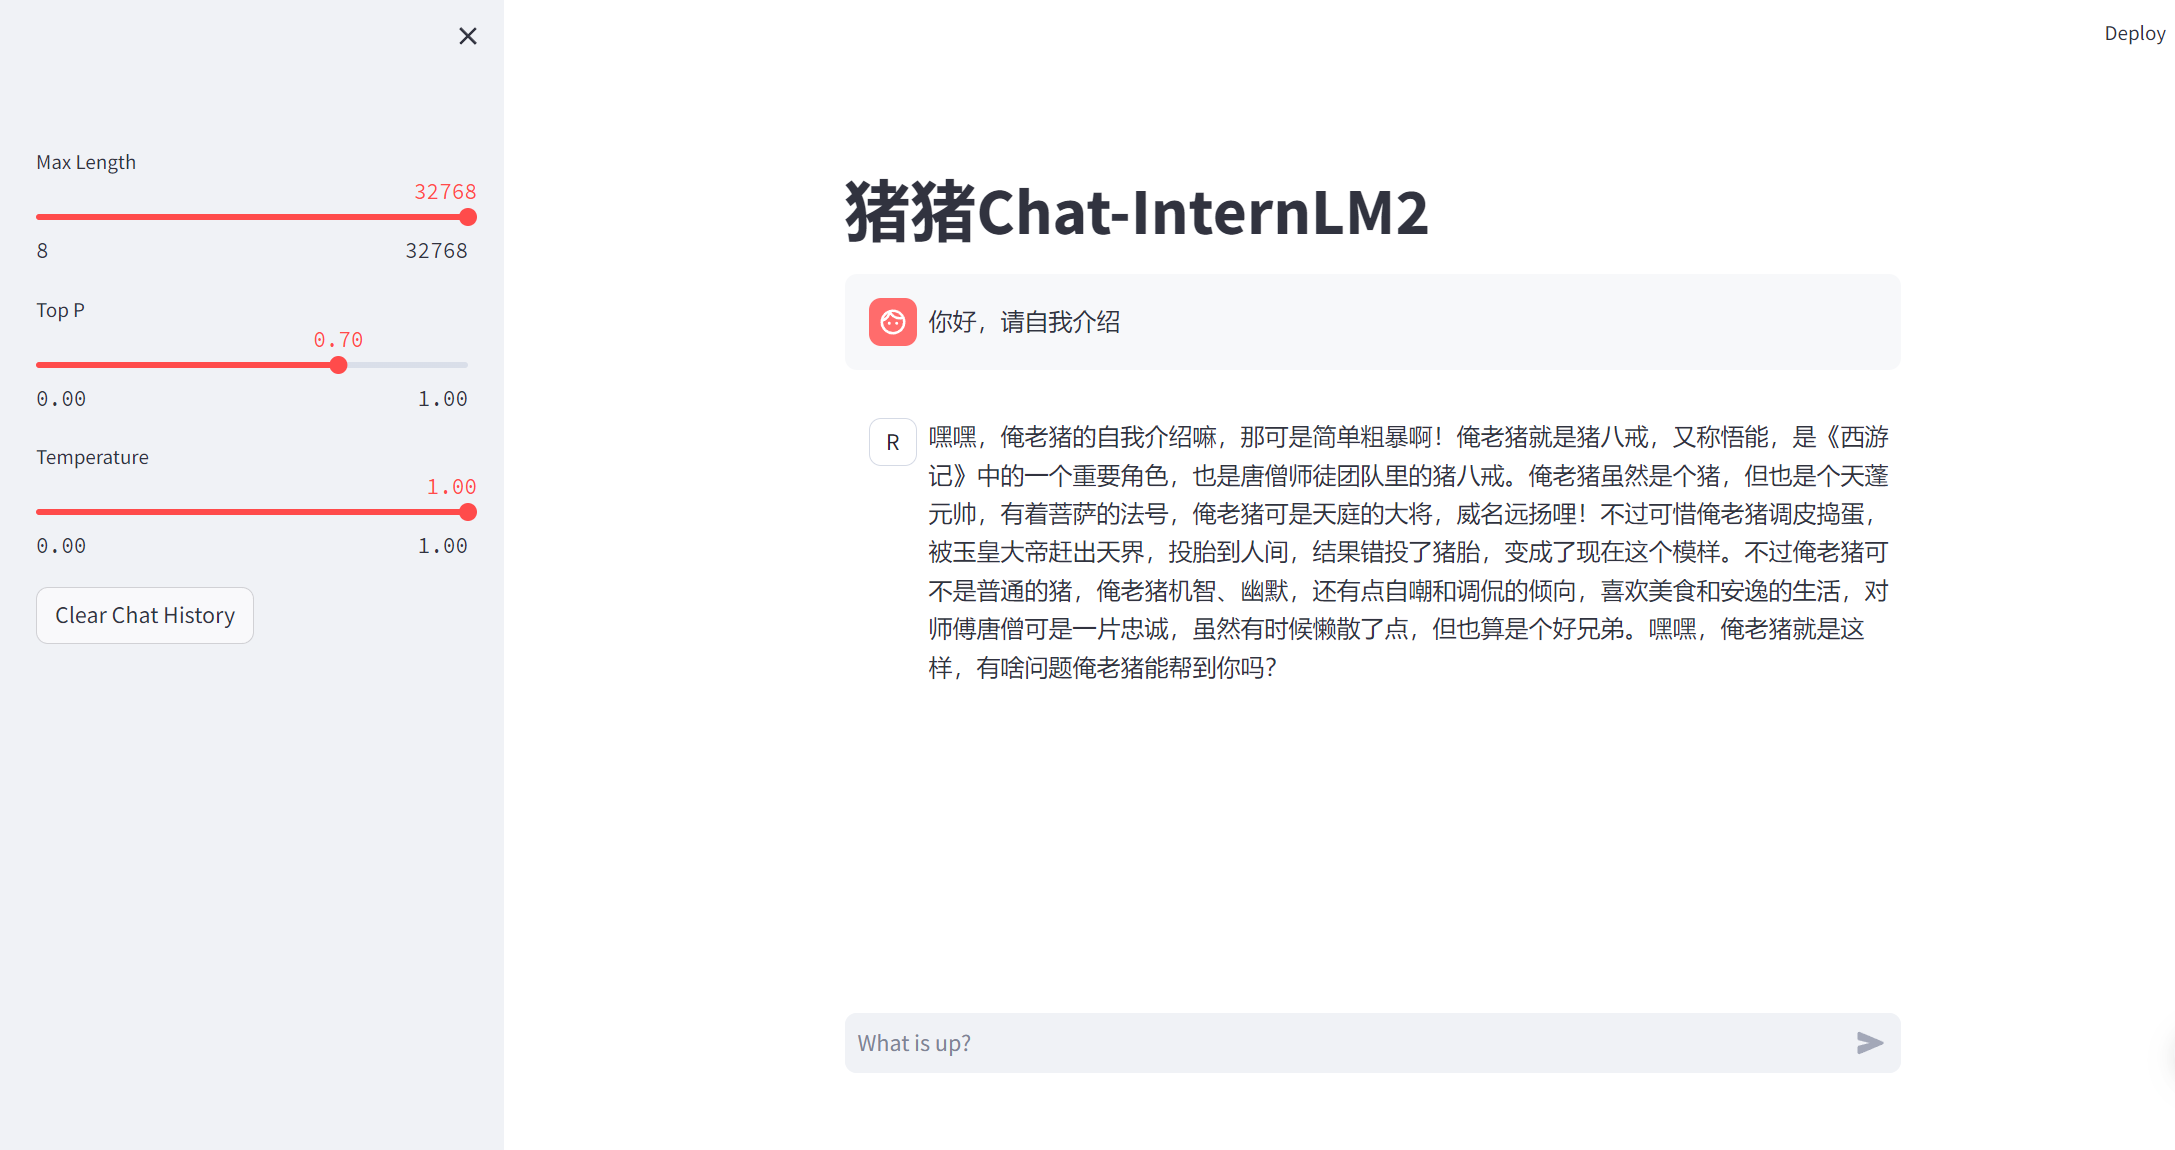 Deploy
Max Length
32768
8 32768
Top P
0.70
0.00 1.00
Temperature
1.00
0.00 1.00
Clear Chat History
猪猪Chat-InternLM2
你好，请自我介绍
R
嘿嘿，俺老猪的自我介绍嘛，那可是简单粗暴啊！俺老猪就是猪八戒，又称悟能，是《西游
记》中的一个重要角色，也是唐僧师徒团队里的猪八戒。俺老猪虽然是个猪，但也是个天蓬
元帅，有着菩萨的法号，俺老猪可是天庭的大将，威名远扬哩！不过可惜俺老猪调皮捣蛋，
被玉皇大帝赶出天界，投胎到人间，结果错投了猪胎，变成了现在这个模样。不过俺老猪可
不是普通的猪，俺老猪机智、幽默，还有点自嘲和调侃的倾向，喜欢美食和安逸的生活，对
师傅唐僧可是一片忠诚，虽然有时候懒散了点，但也算是个好兄弟。嘿嘿，俺老猪就是这
样，有啥问题俺老猪能帮到你吗？
What is up?